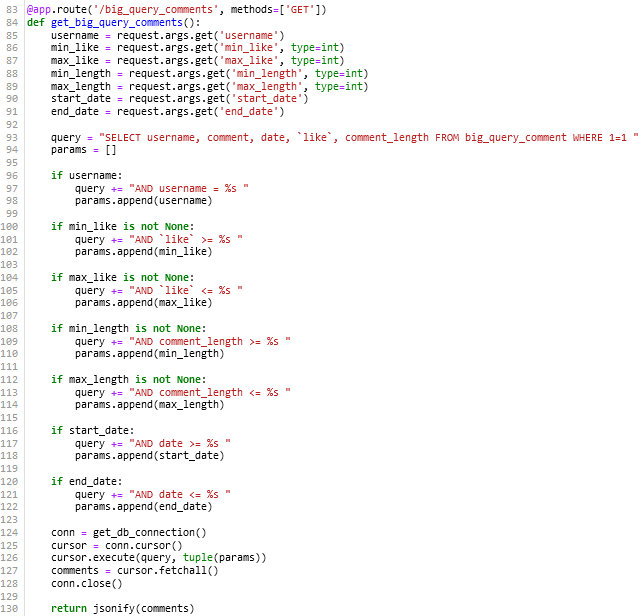 83 @app.route('/big_query_comments', methods=['GET'])
84 def get_big_query_comments():
85     username = request.args.get('username')
86     min_like = request.args.get('min_like', type=int)
87     max_like = request.args.get('max_like', type=int)
88     min_length = request.args.get('min_length', type=int)
89     max_length = request.args.get('max_length', type=int)
90     start_date = request.args.get('start_date')
91     end_date = request.args.get('end_date')
92
93     query = "SELECT username, comment, date, `like`, comment_length FROM big_query_comment WHERE 1=1 "
94     params = []
95
96     if username:
97         query += "AND username = %s "
98         params.append(username)
99
100     if min_like is not None:
101         query += "AND `like` >= %s "
102         params.append(min_like)
103
104     if max_like is not None:
105         query += "AND `like` <= %s "
106         params.append(max_like)
107
108     if min_length is not None:
109         query += "AND comment_length >= %s "
110         params.append(min_length)
111
112     if max_length is not None:
113         query += "AND comment_length <= %s "
114         params.append(max_length)
115
116     if start_date:
117         query += "AND date >= %s "
118         params.append(start_date)
119
120     if end_date:
121         query += "AND date <= %s "
122         params.append(end_date)
123
124     conn = get_db_connection()
125     cursor = conn.cursor()
126     cursor.execute(query, tuple(params))
127     comments = cursor.fetchall()
128     conn.close()
129
130     return jsonify(comments)